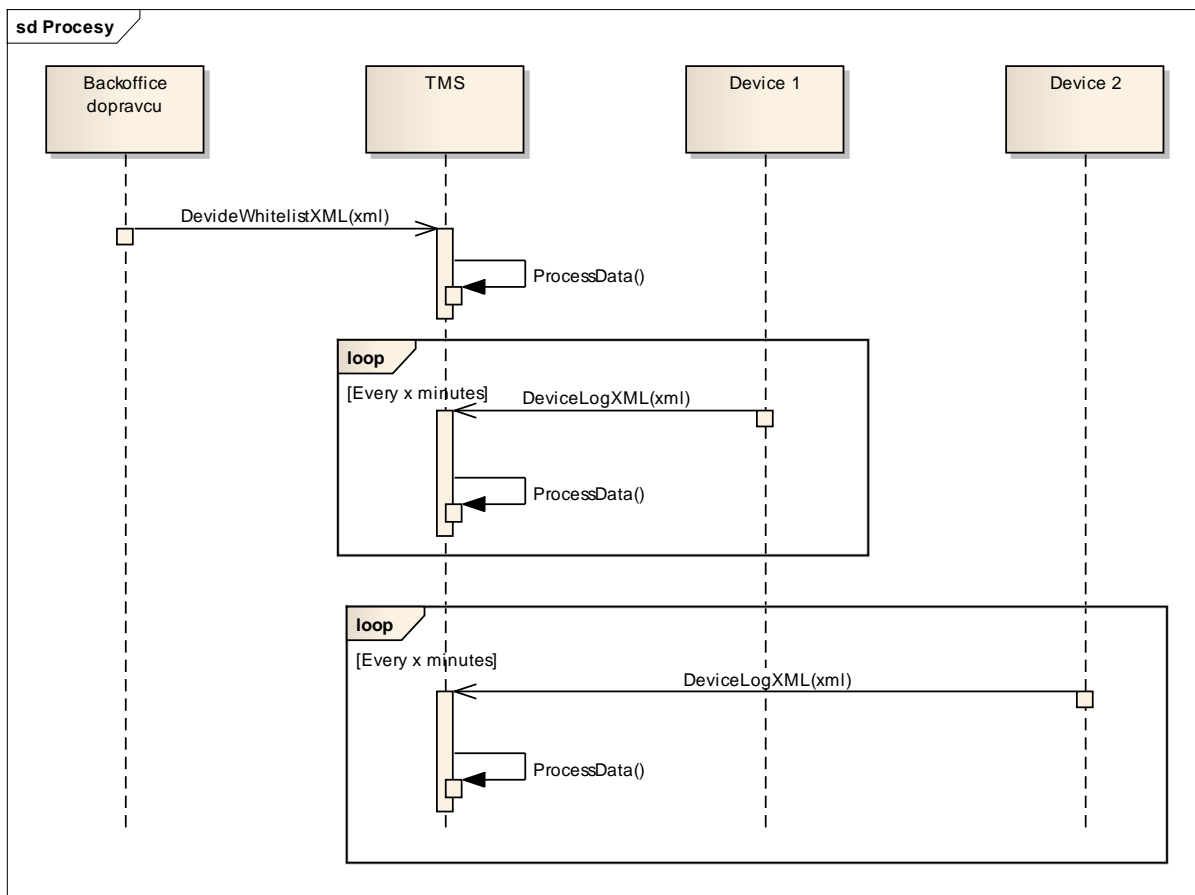 sd Procesy
Backoffice
dopravcu
TMS
Device 1
Device 2
DevideWhitelistXML(xml)
ProcessData()
loop
[Every x minutes]
DeviceLogXML(xml)
ProcessData()
loop
[Every x minutes]
DeviceLogXML(xml)
ProcessData()